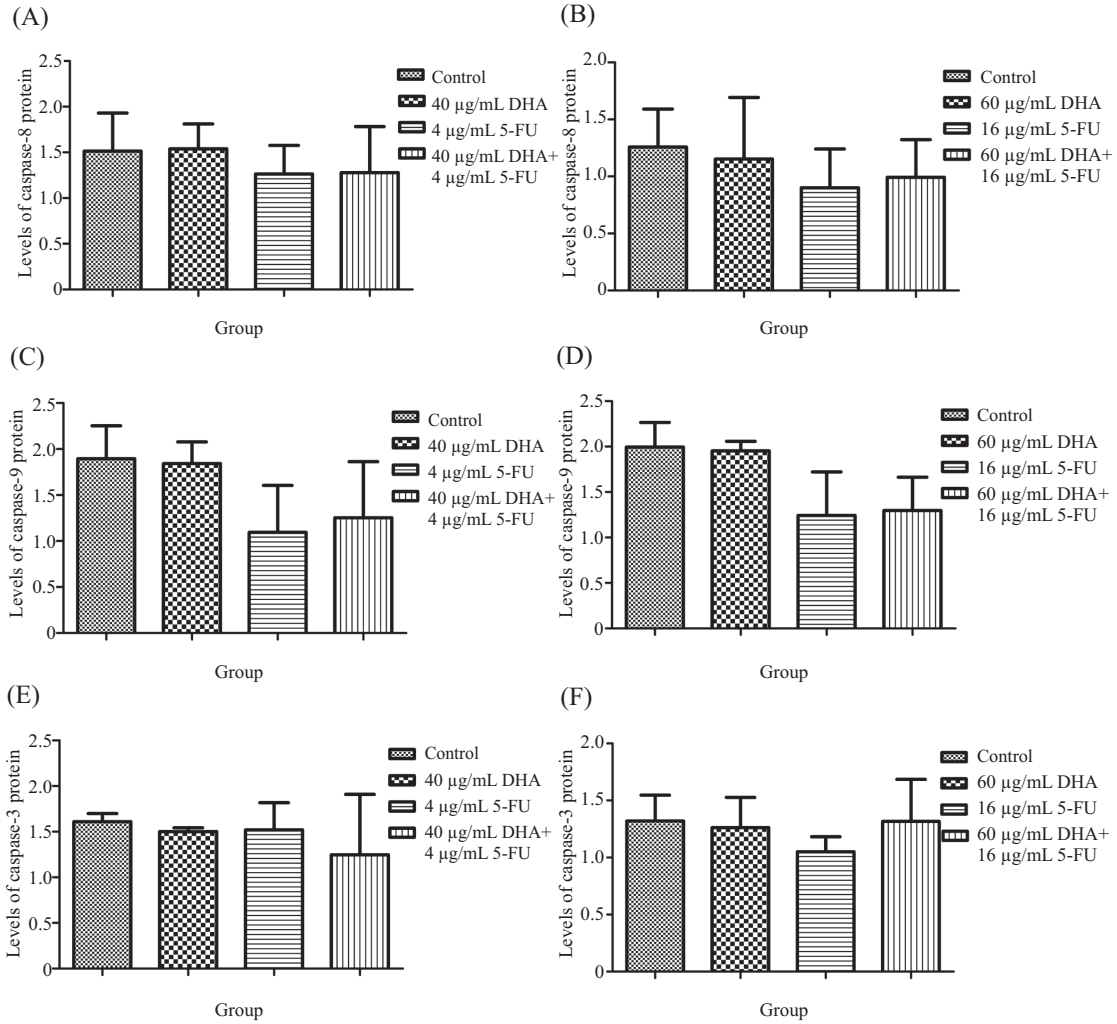 (A)
Levels of caspase-8 protein
2.5
2.0
1.5
1.0
0.5
0
Group
Control
40 µg/mL DHA
4 µg/mL 5-FU
40 µg/mL DHA+
4 µg/mL 5-FU
(B)
Levels of caspase-8 protein
2.0
1.5
1.0
0.5
0
Group
Control
60 µg/mL DHA
16 µg/mL 5-FU
60 µg/mL DHA+
16 µg/mL 5-FU
(C)
Levels of caspase-9 protein
2.5
2.0
1.5
1.0
0.5
0
Group
Control
40 µg/mL DHA
4 µg/mL 5-FU
40 µg/mL DHA+
4 µg/mL 5-FU
(D)
Levels of caspase-9 protein
2.5
2.0
1.5
1.0
0.5
0
Group
Control
60 µg/mL DHA
16 µg/mL 5-FU
60 µg/mL DHA+
16 µg/mL 5-FU
(E)
Levels of caspase-3 protein
2.5
2.0
1.5
1.0
0.5
0
Group
Control
40 µg/mL DHA
4 µg/mL 5-FU
40 µg/mL DHA+
4 µg/mL 5-FU
(F)
Levels of caspase-3 protein
2.0
1.5
1.0
0.5
0
Group
Control
60 µg/mL DHA
16 µg/mL 5-FU
60 µg/mL DHA+
16 µg/mL 5-FU